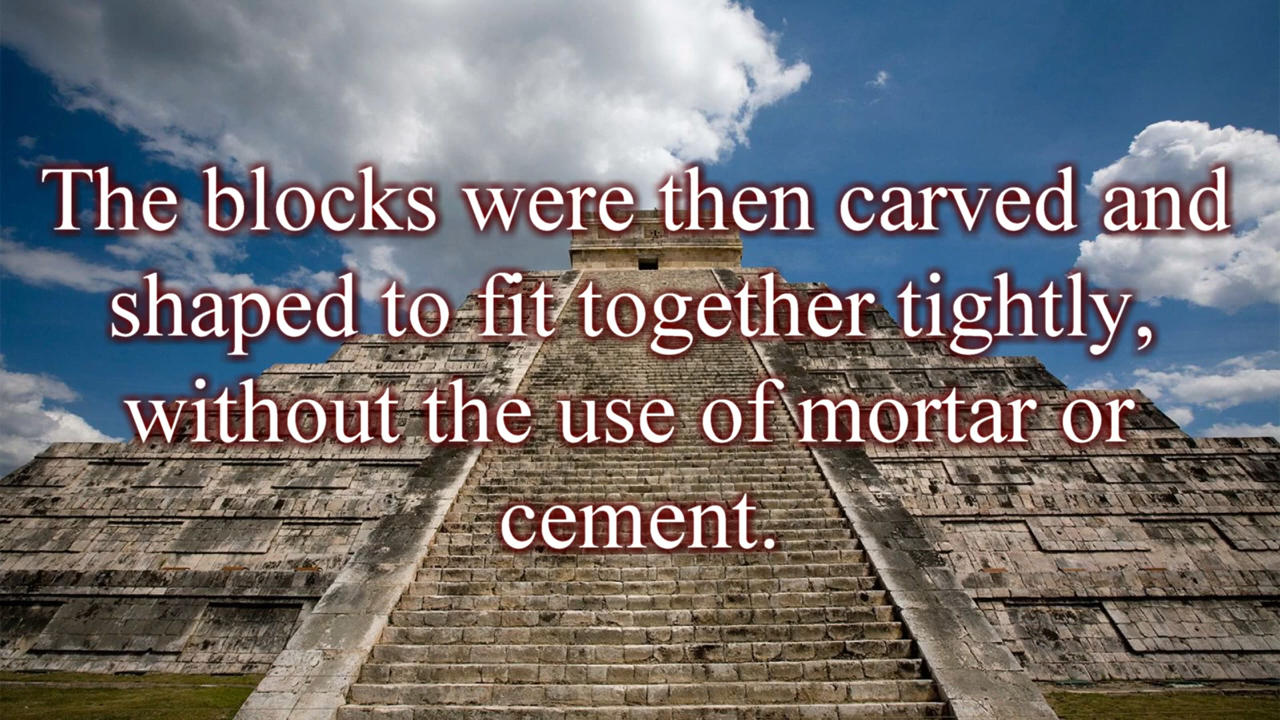 The blocks were then carved and
shaped to fit together tightly,
without the use of mortar or
cement.